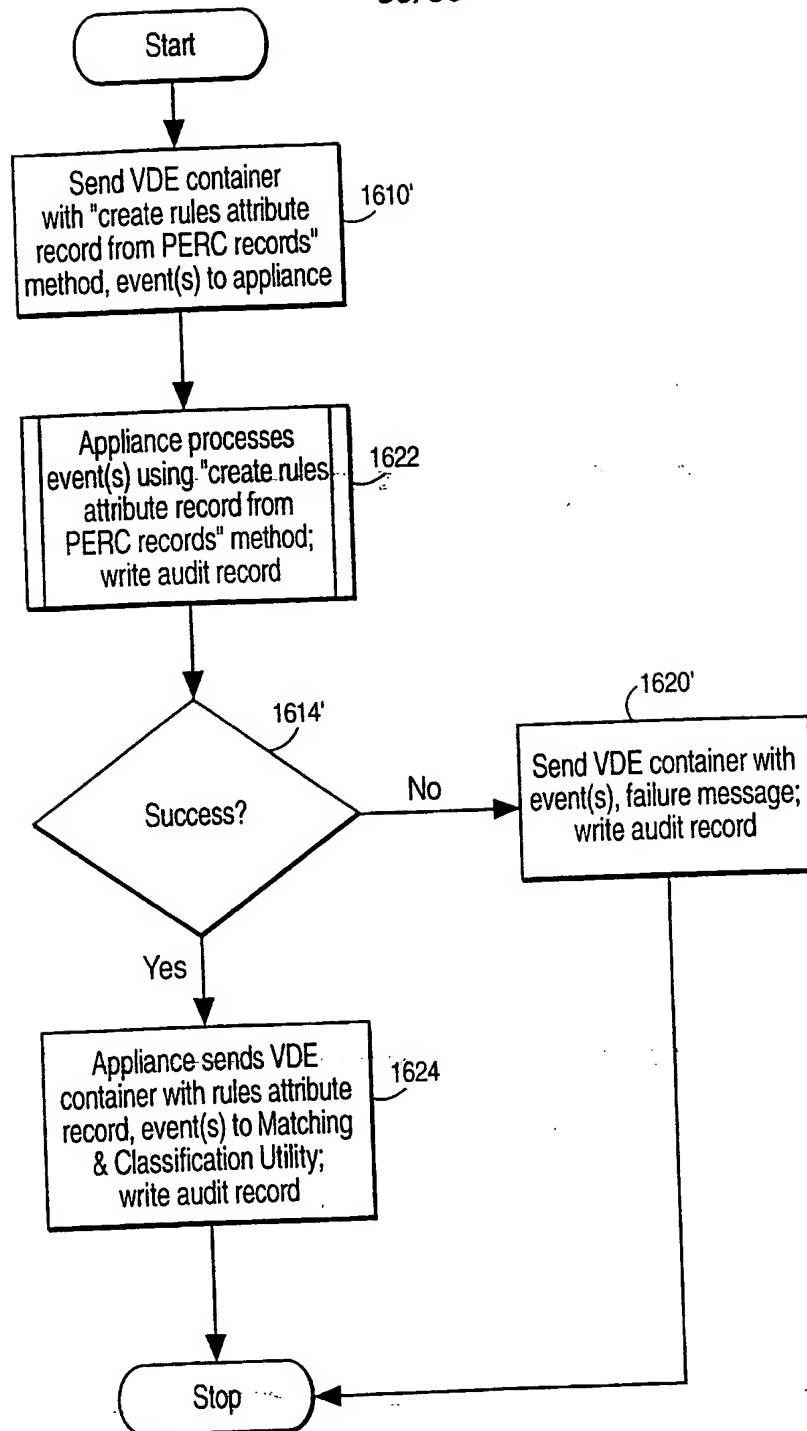 Start
Send VDE container
with "create rules attribute
record from PERC records"
method, event(s) to appliance
1610'
Appliance processes
event(s) using "create rules
attribute record from
PERC records" method;
write audit record
1622
1614'
Success?
No
1620'
Send VDE container with
event(s), failure message;
write audit record
Yes
Appliance sends VDE
container with rules attribute
record, event(s) to Matching
& Classification Utility;
write audit record
1624
Stop